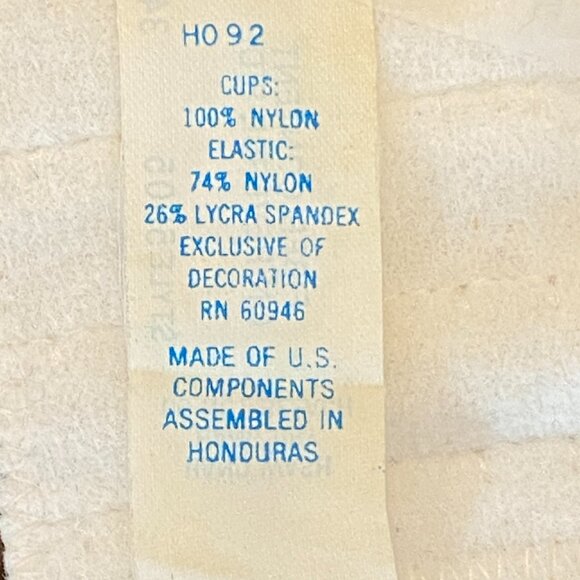 HO92
CUPS:
100% NYLON
ELASTIC:
74% NYLON
26% LYCRA SPANDEX
EXCLUSIVE OF
DECORATION
RN 60946
MADE OF U.S.
COMPONENTS
ASSEMBLED IN
HONDURAS